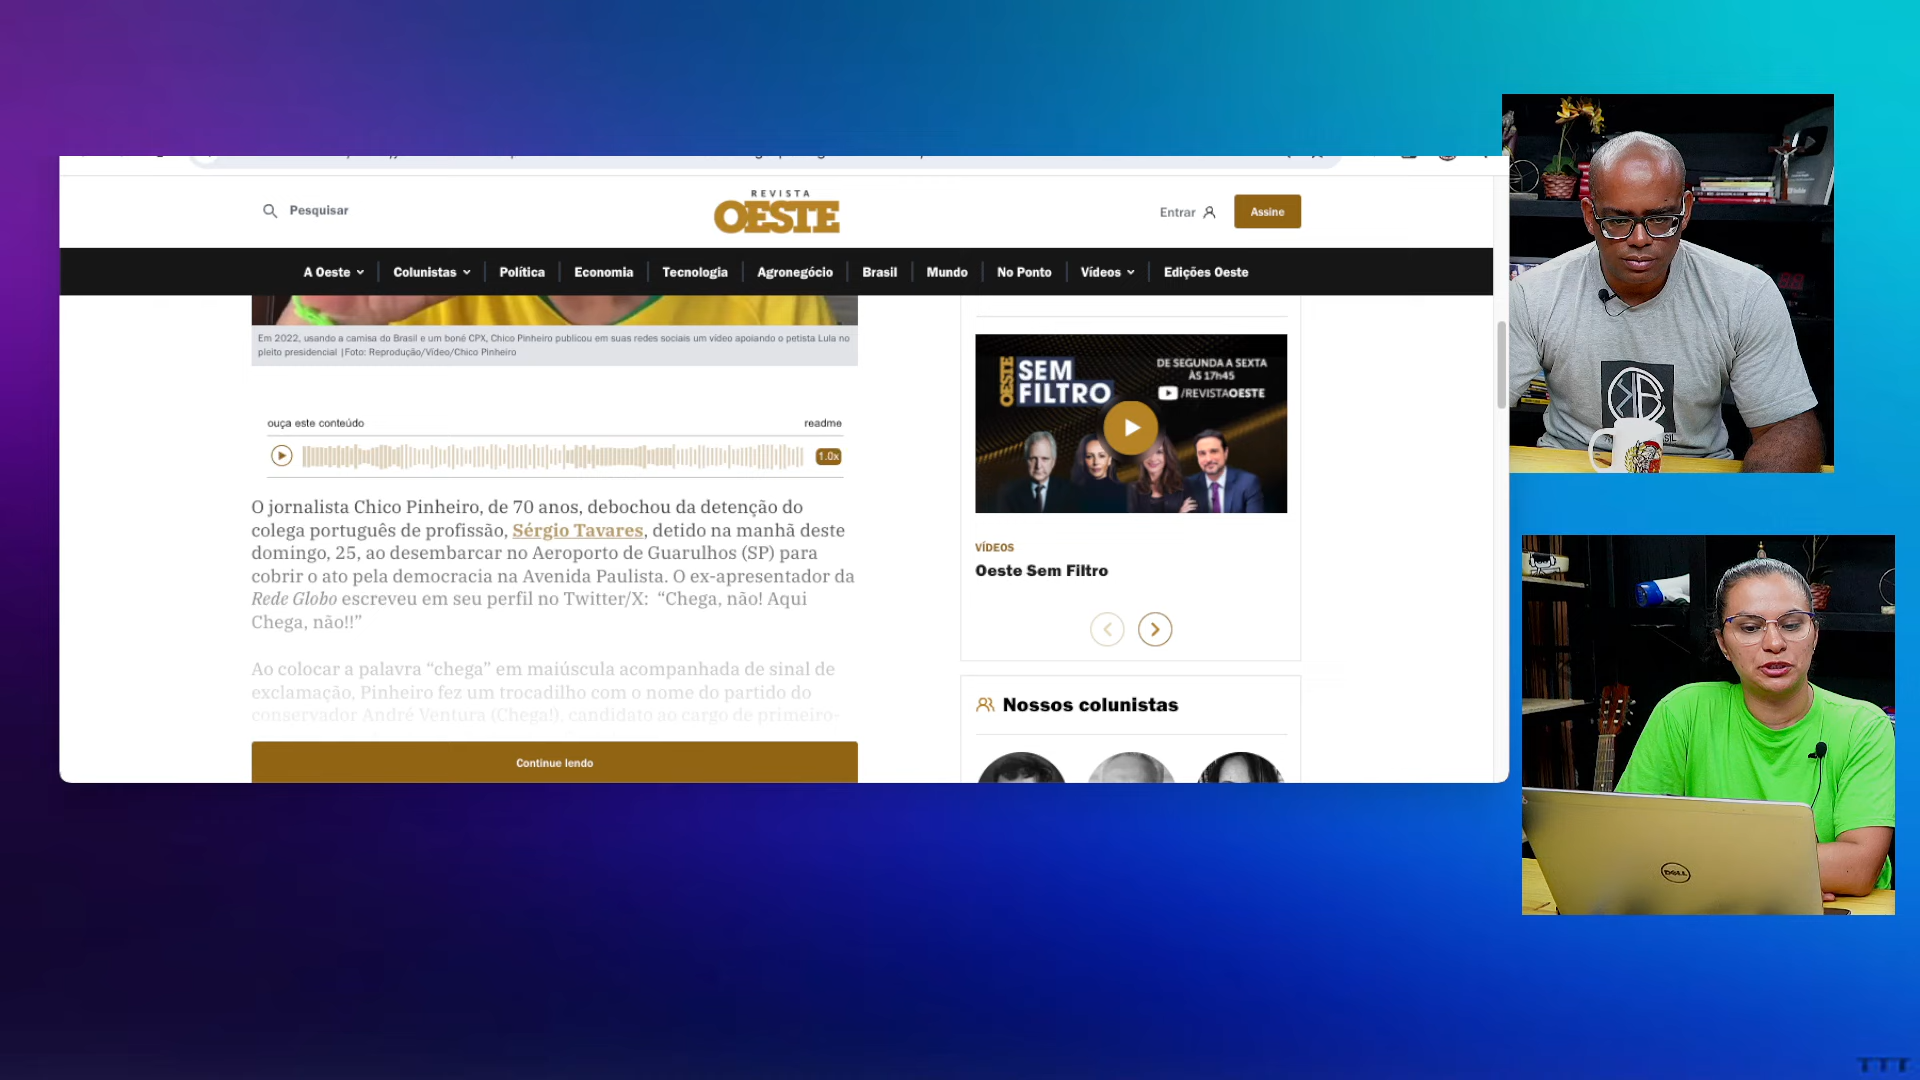 Pesquisar
REVISTA
OESTE
Entrar
Assine
A Oeste
Colunistas
Política
Economia
Tecnologia
Agronegócio
Brasil
Mundo
No Ponto
Vídeos
Edições Oeste
Em 2022, usando a camisa do Brasil e um boné CPX, Chico Pinheiro publicou em suas redes sociais um vídeo apoiando o petista Lula no
pleito presidencial |Foto: Reprodução/Vídeo/Chico Pinheiro
ouça este conteúdo
readme
1.0x
O jornalista Chico Pinheiro, de 70 anos, debochou da detenção do
colega português de profissão, Sérgio Tavares, detido na manhã deste
domingo, 25, ao desembarcar no Aeroporto de Guarulhos (SP) para
cobrir o ato pela democracia na Avenida Paulista. O ex-apresentador da
Rede Globo escreveu em seu perfil no Twitter/X: “Chega, não! Aqui
Chega, não!!”
Ao colocar a palavra “chega” em maiúscula acompanhada de sinal de
exclamação, Pinheiro fez um trocadilho com o nome do partido do
conservador André Ventura (Chega!), candidato ao cargo de primeiro-
Continue lendo
OESTE
SEM
FILTRO
DE SEGUNDA A SEXTA
ÀS 17h45
/REVISTAOESTE
VÍDEOS
Oeste Sem Filtro
Nossos colunistas
DELL
TTT